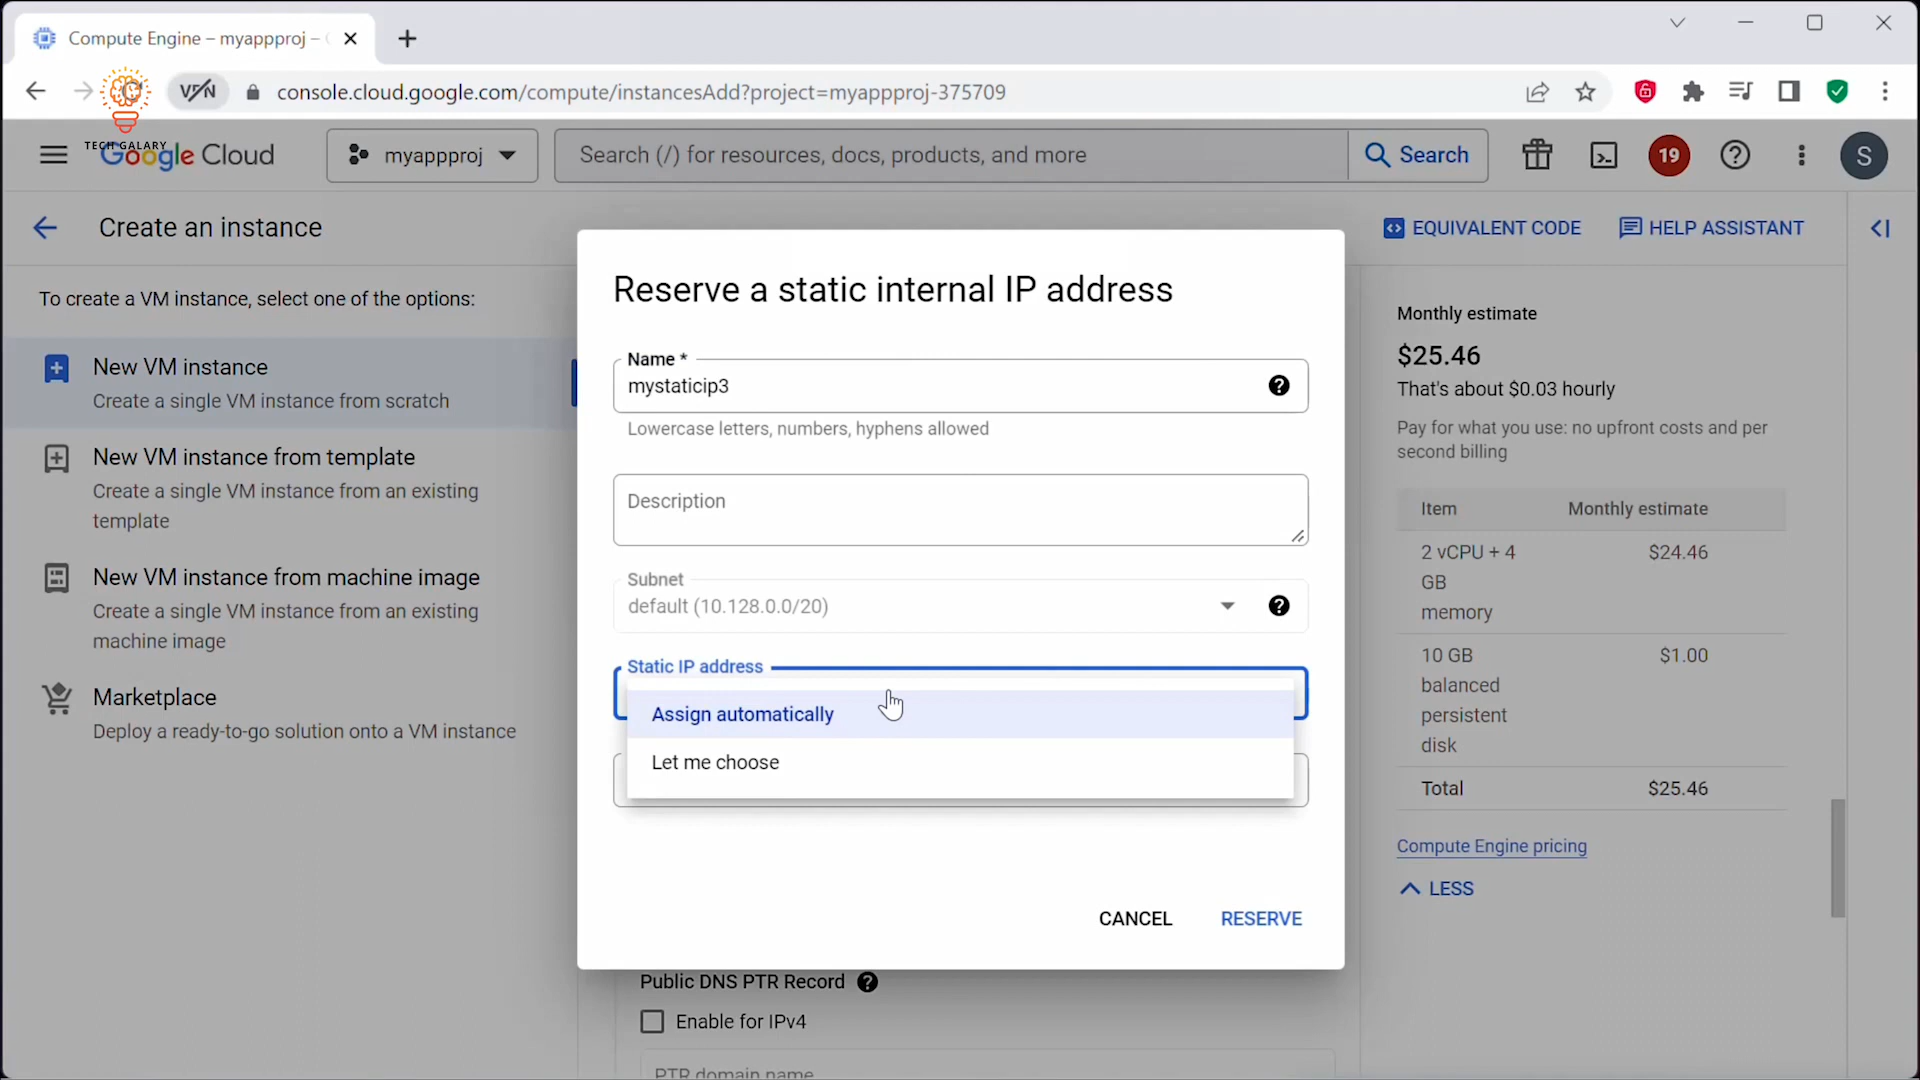 Compute Engine – myappproj –
VPN
console.cloud.google.com/compute/instancesAdd?project=myappproj-375709
TECH GALARY
Google Cloud
myappproj
Search (/) for resources, docs, products, and more
Search
19
S
Create an instance
EQUIVALENT CODE
HELP ASSISTANT
To create a VM instance, select one of the options:
New VM instance
Create a single VM instance from scratch
New VM instance from template
Create a single VM instance from an existing
template
New VM instance from machine image
Create a single VM instance from an existing
machine image
Marketplace
Deploy a ready-to-go solution onto a VM instance
Reserve a static internal IP address
Name *
mystaticip3
Lowercase letters, numbers, hyphens allowed
Description
Subnet
default (10.128.0.0/20)
Static IP address
Assign automatically
Let me choose
CANCEL
RESERVE
Public DNS PTR Record
Enable for IPv4
PTR domain name
Monthly estimate
$25.46
That's about $0.03 hourly
Pay for what you use: no upfront costs and per
second billing
Item Monthly estimate
2 vCPU + 4 $24.46
GB
memory
10 GB $1.00
balanced
persistent
disk
Total $25.46
Compute Engine pricing
LESS